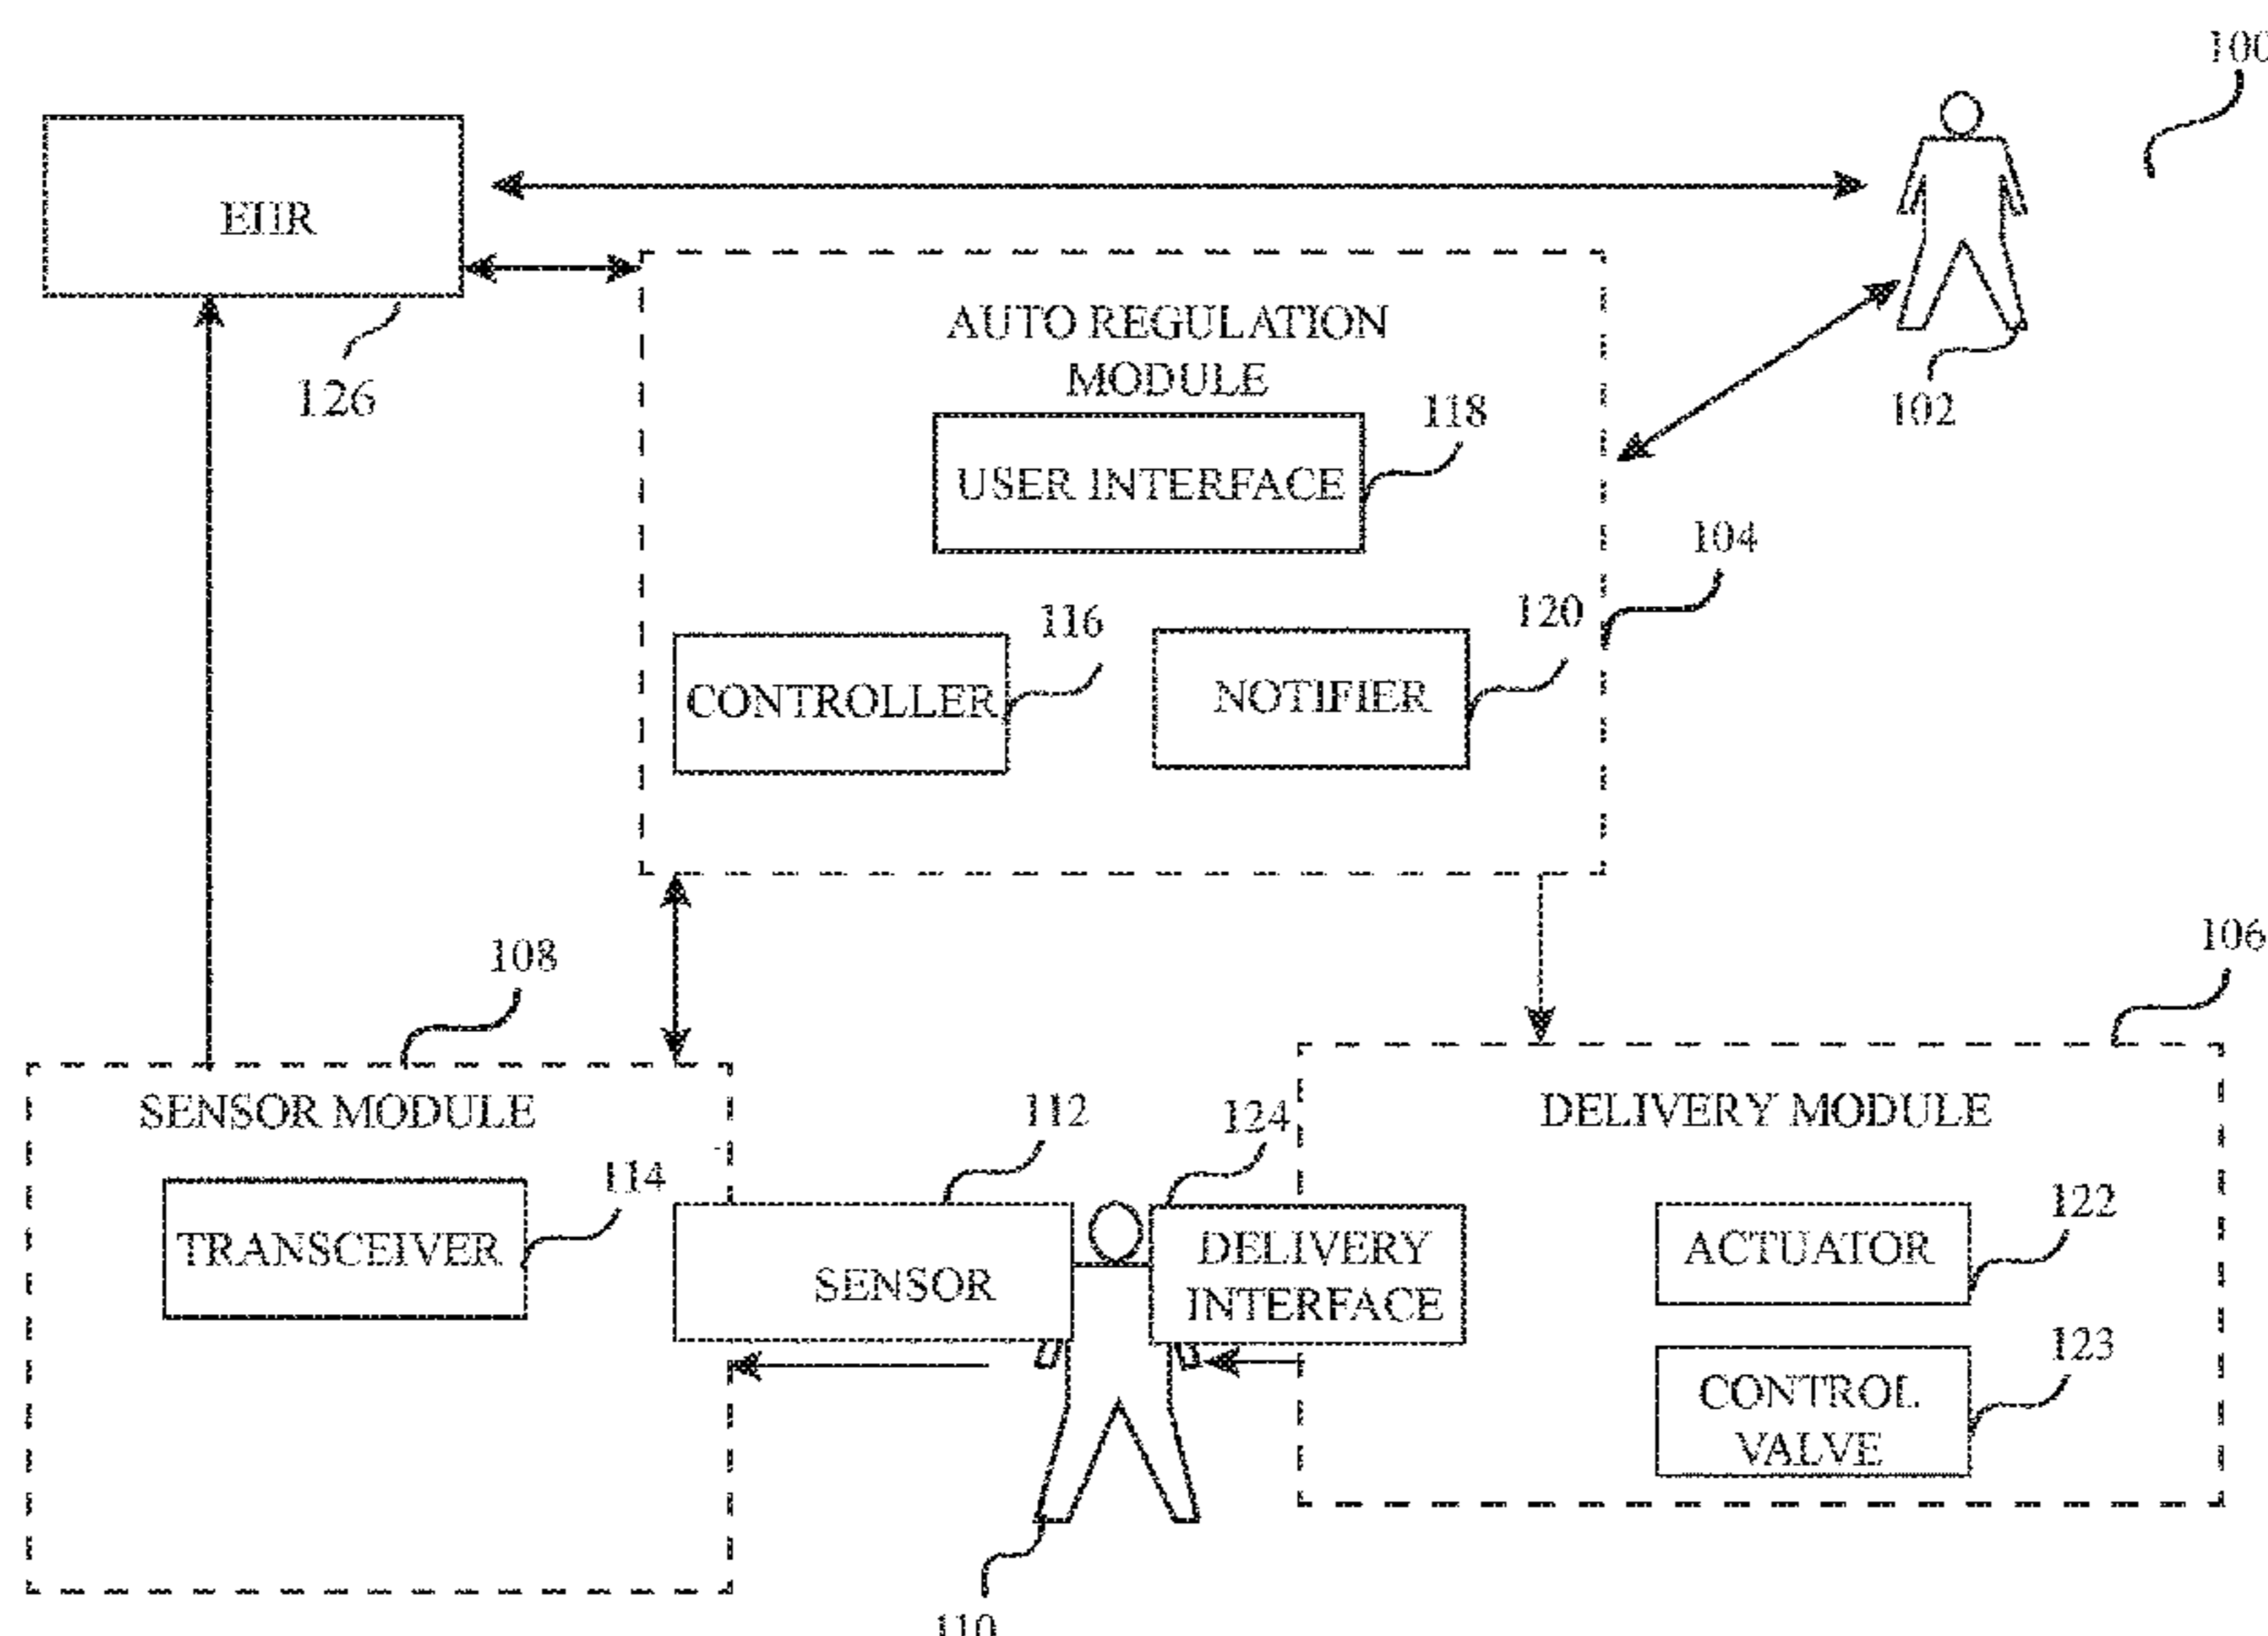 100
EHR
126
AUTO REGULATION
MODULE
118
USER INTERFACE
102
104
116
CONTROLLER
120
NOTIFIER
108
106
SENSOR MODULE
114
TRANSCEIVER
112
SENSOR
124
DELIVERY
INTERFACE
DELIVERY MODULE
122
ACTUATOR
123
CONTROL
VALVE
110